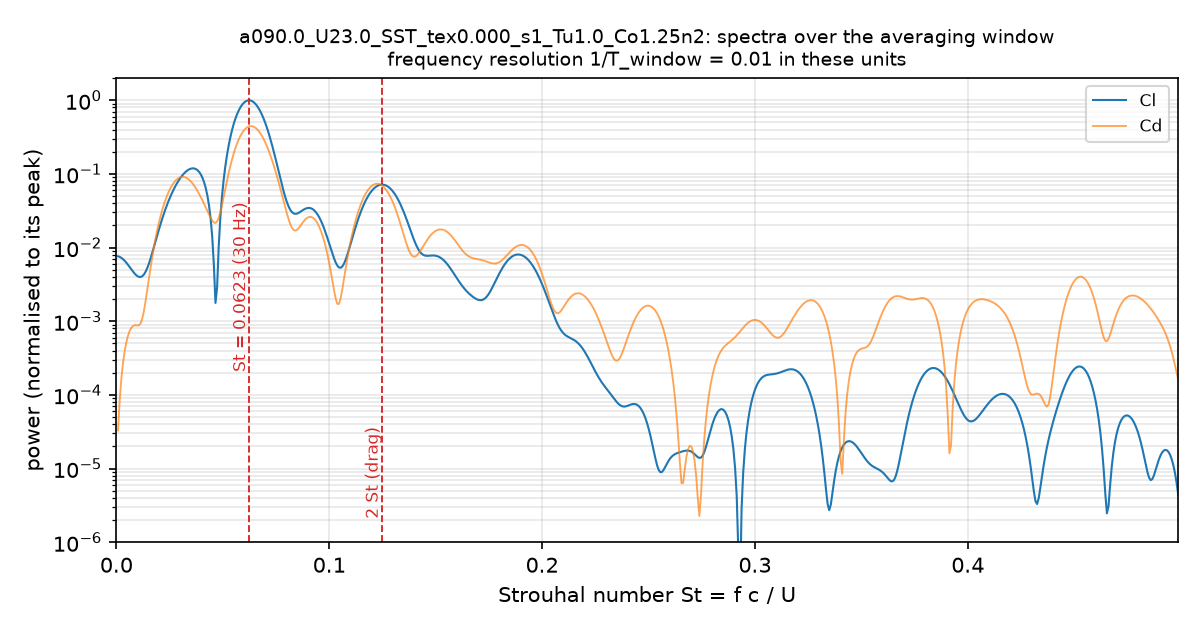 a090.0_U23.0_SST_tex0.000_s1_Tu1.0_Co1.25n2: spectra over the averaging window
frequency resolution 1/T_window = 0.01 in these units
Cl
Cd
power (normalised to its peak)
10⁰
10⁻¹
10⁻²
10⁻³
10⁻⁴
10⁻⁵
10⁻⁶
St = 0.0623 (30 Hz)
2 St (drag)
0.0
0.1
0.2
0.3
0.4
Strouhal number St = f c / U